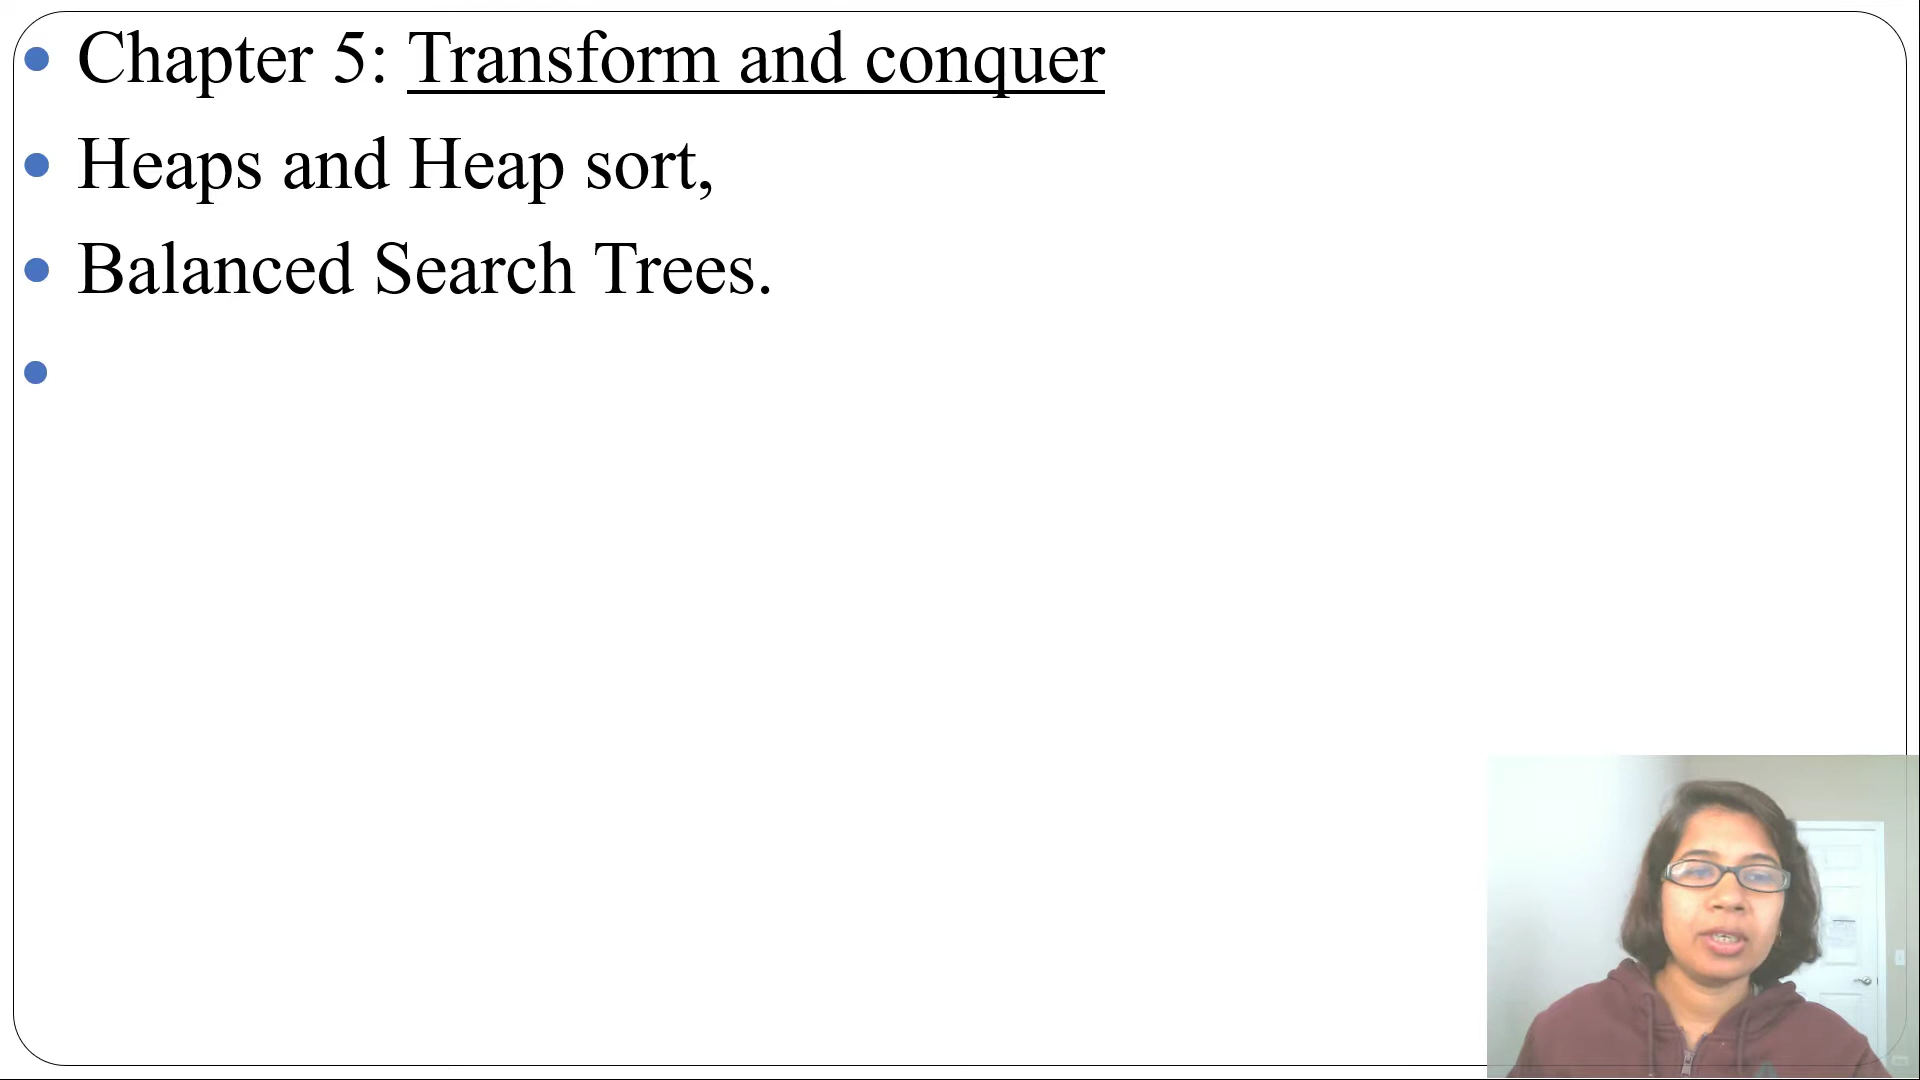 Chapter 5: Transform and conquer
Heaps and Heap sort,
Balanced Search Trees.